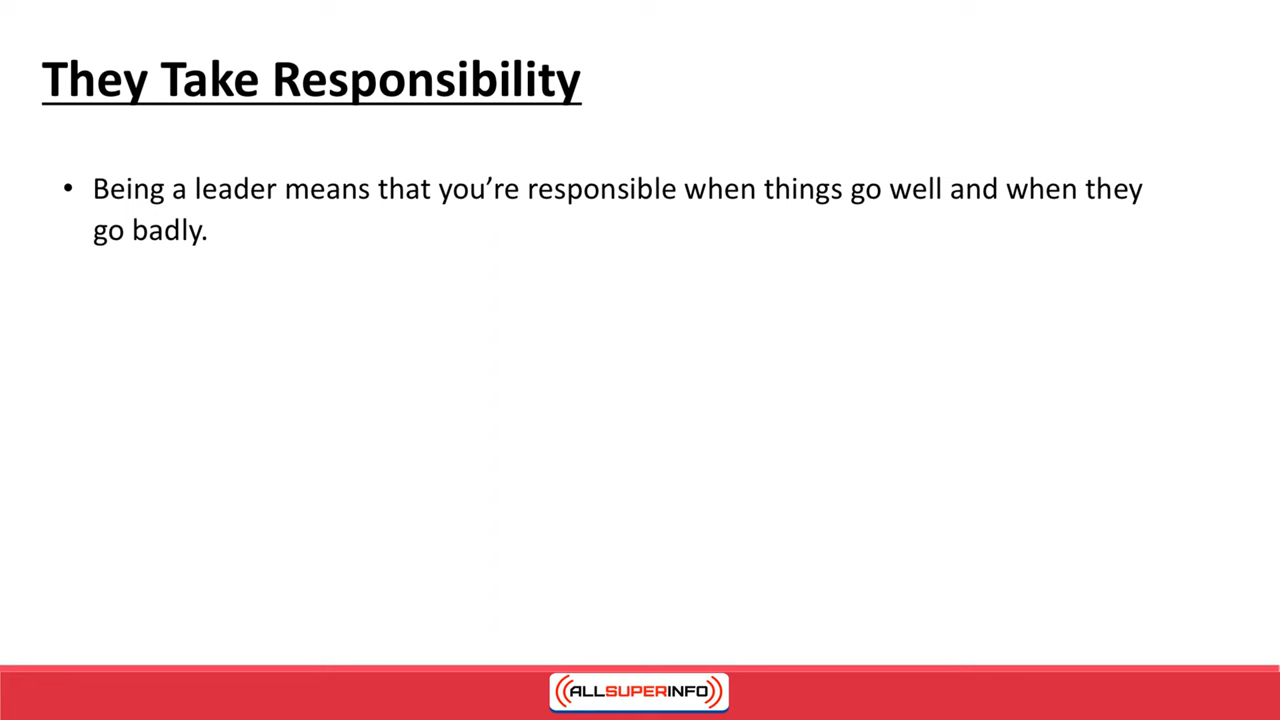 They Take Responsibility
• Being a leader means that you’re responsible when things go well and when they
go badly.
ALLSUPERINFO